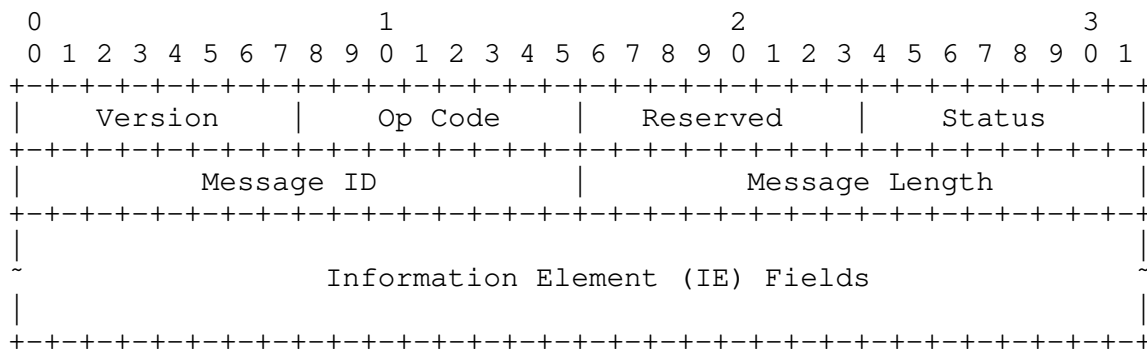 0                   1                   2                   3
 0 1 2 3 4 5 6 7 8 9 0 1 2 3 4 5 6 7 8 9 0 1 2 3 4 5 6 7 8 9 0 1
+-+-+-+-+-+-+-+-+-+-+-+-+-+-+-+-+-+-+-+-+-+-+-+-+-+-+-+-+-+-+-+-+
|    Version    |    Op Code    |   Reserved    |    Status     |
+-+-+-+-+-+-+-+-+-+-+-+-+-+-+-+-+-+-+-+-+-+-+-+-+-+-+-+-+-+-+-+-+
|          Message ID           |         Message Length        |
+-+-+-+-+-+-+-+-+-+-+-+-+-+-+-+-+-+-+-+-+-+-+-+-+-+-+-+-+-+-+-+-+
|                                                               |
~                 Information Element (IE) Fields               ~
|                                                               |
+-+-+-+-+-+-+-+-+-+-+-+-+-+-+-+-+-+-+-+-+-+-+-+-+-+-+-+-+-+-+-+-+